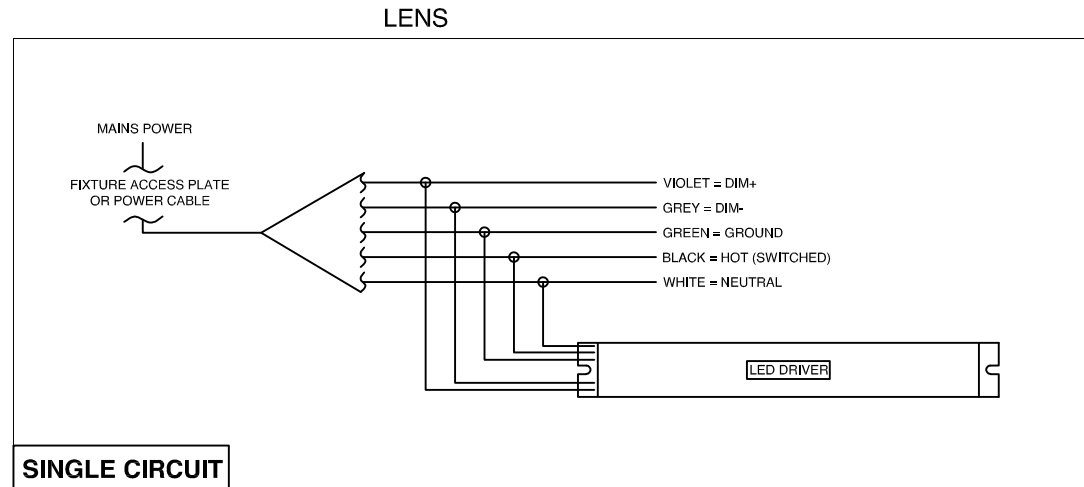 LENS
MAINS POWER
FIXTURE ACCESS PLATE
OR POWER CABLE
VIOLET = DIM+
GREY = DIM-
GREEN = GROUND
BLACK = HOT (SWITCHED)
WHITE = NEUTRAL
LED DRIVER
SINGLE CIRCUIT